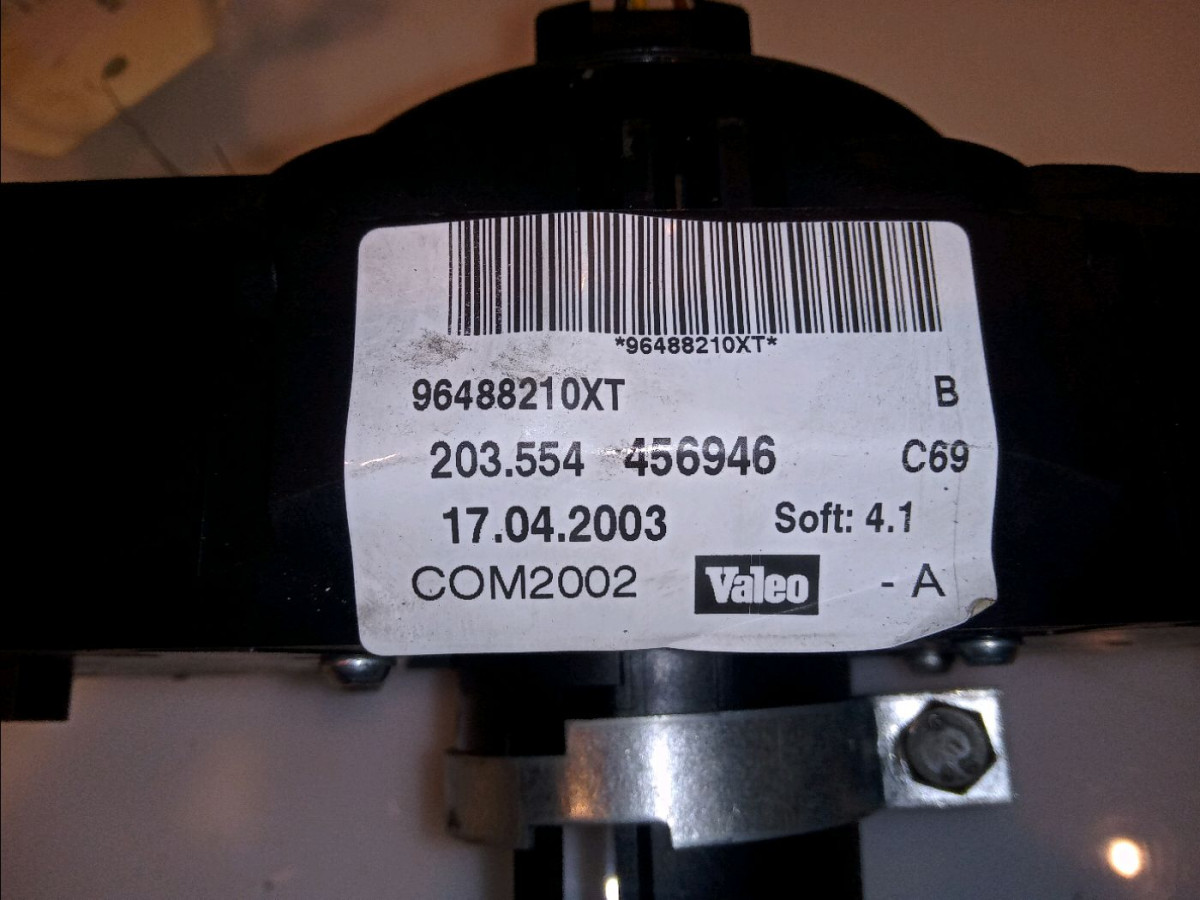 *96488210XT*
96488210XT B
203.554 456946 C69
17.04.2003 Soft: 4.1
COM2002 Valeo - A